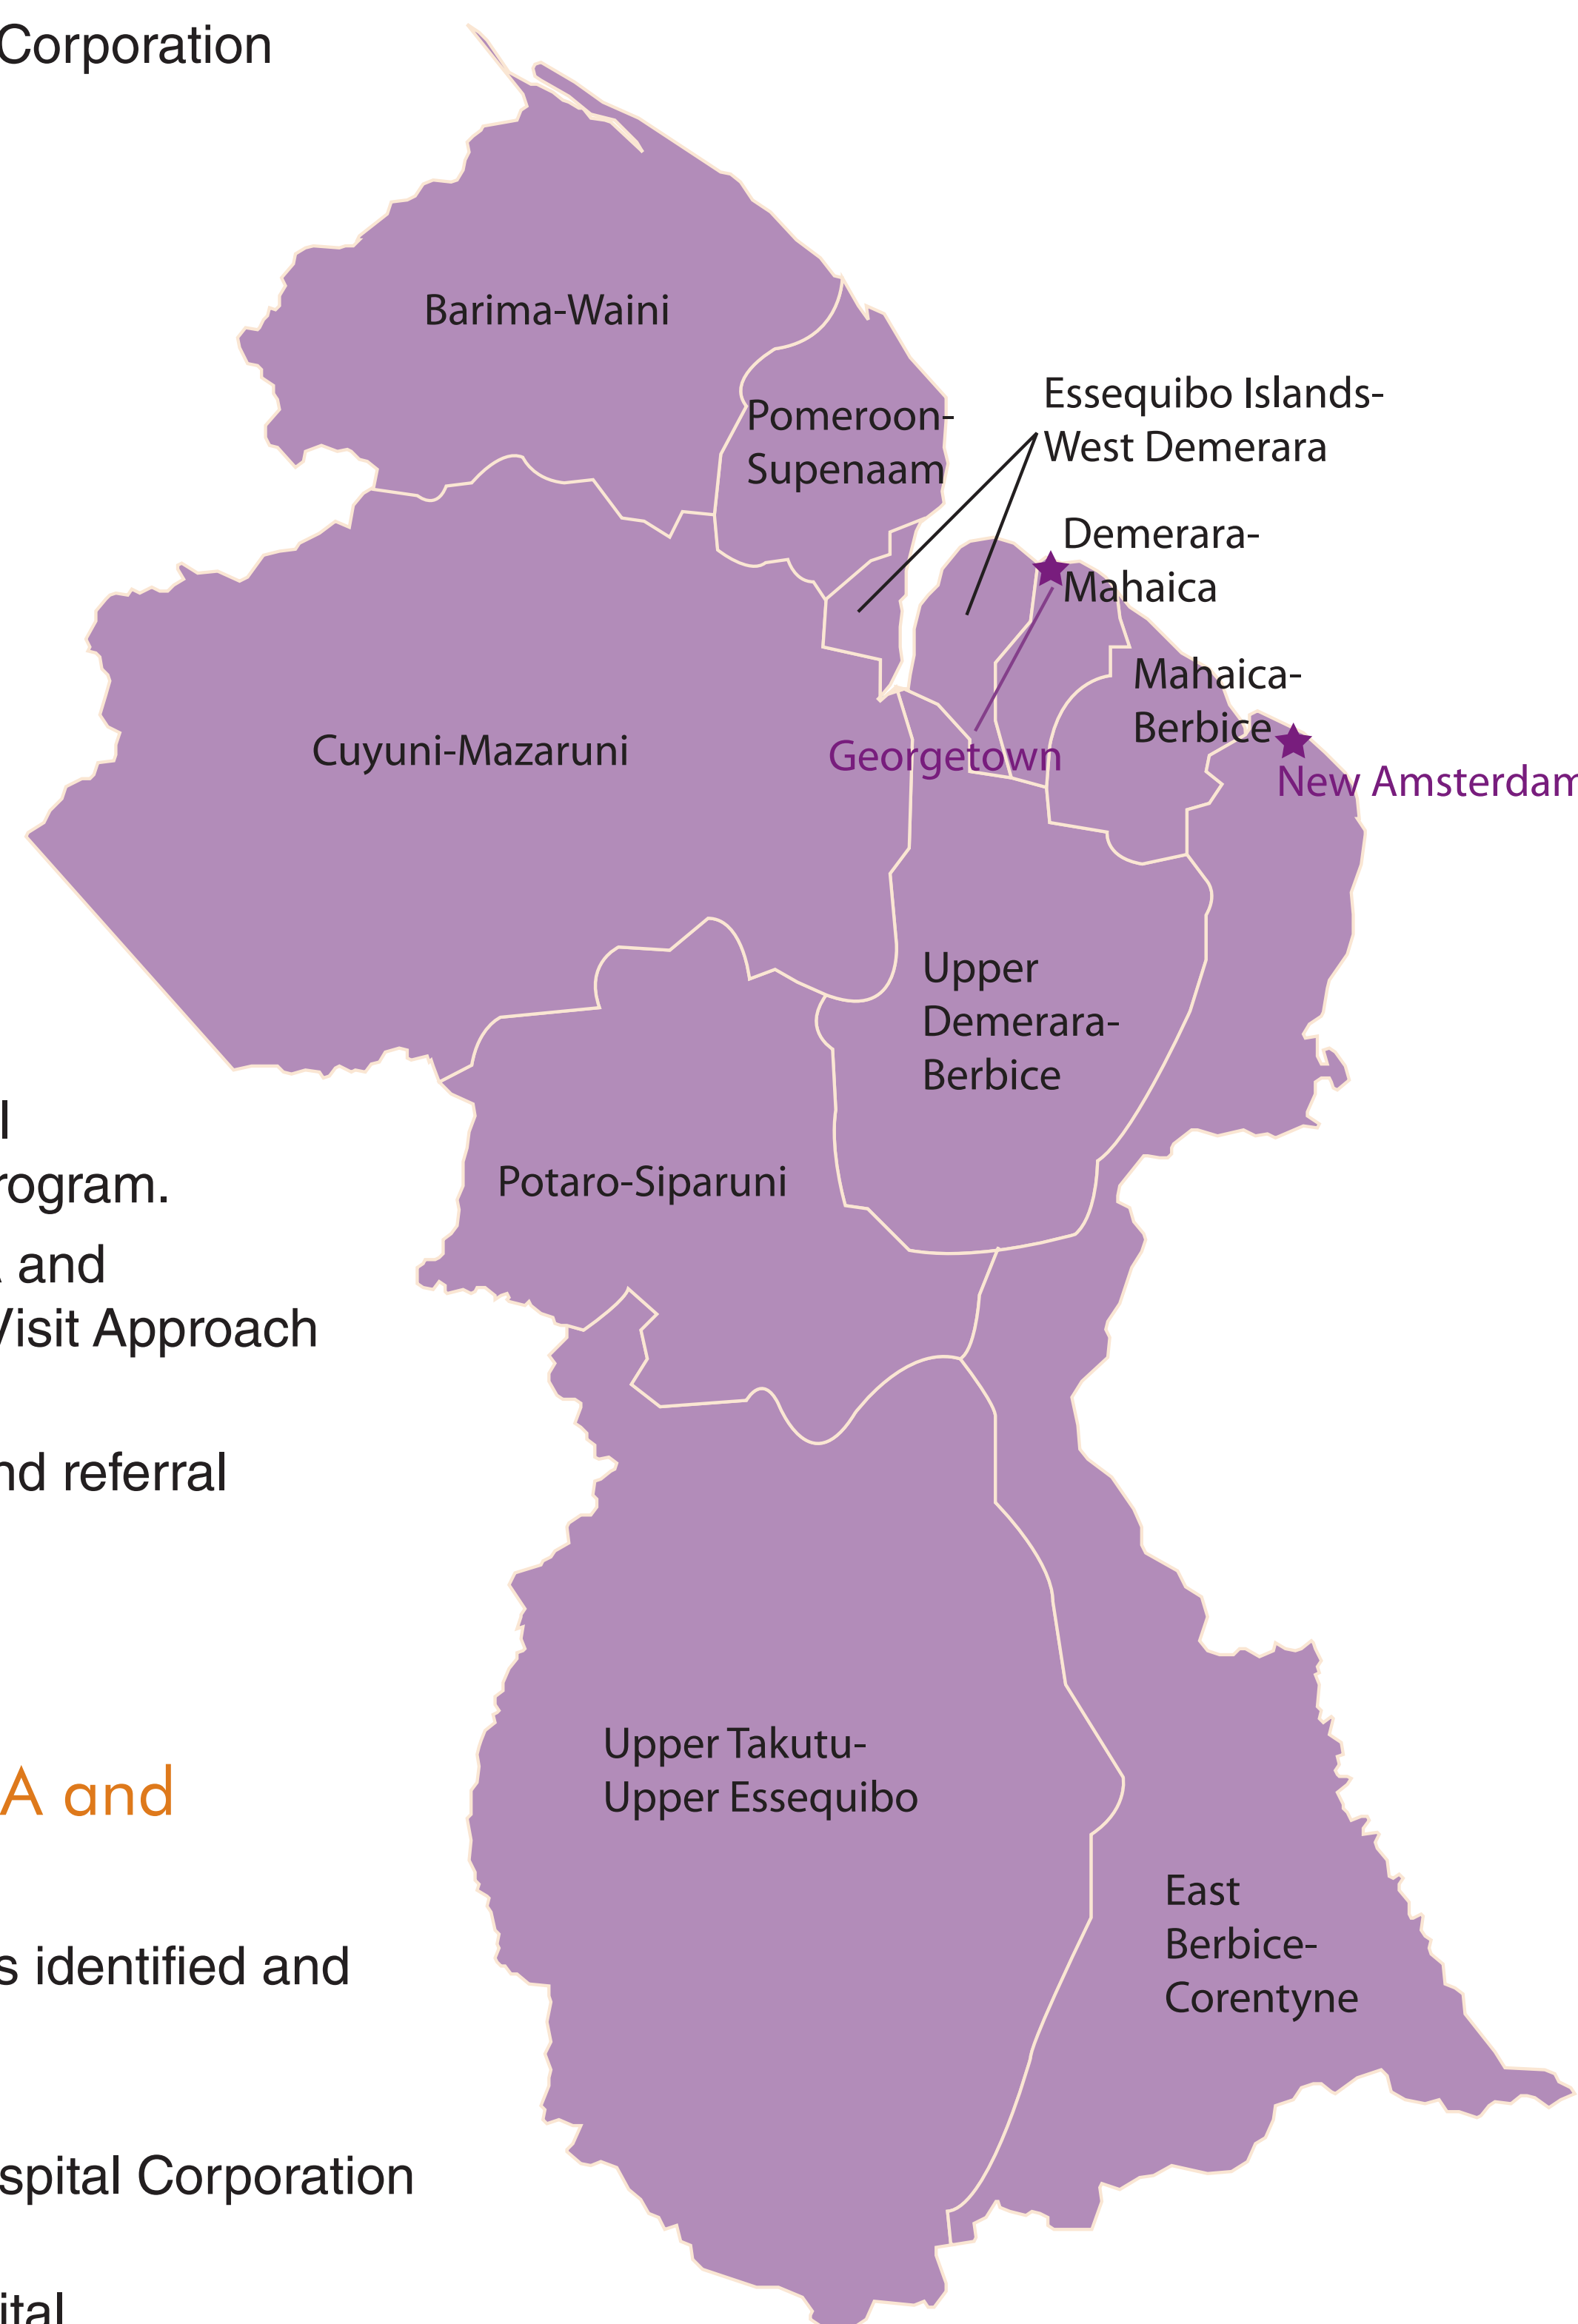 Corporation
Barima-Waini
Pomeroon-
Supenaam
Essequibo Islands-
West Demerara
Demerara-
Mahaica
Mahaica-
Berbice
Georgetown
New Amsterdam
Cuyuni-Mazaruni
Upper
Demerara-
Berbice
Potaro-Siparuni
Upper Takutu-
Upper Essequibo
East
Berbice-
Corentyne
rogram.
and
Visit Approach
nd referral
A and
s identified and
spital Corporation
ital